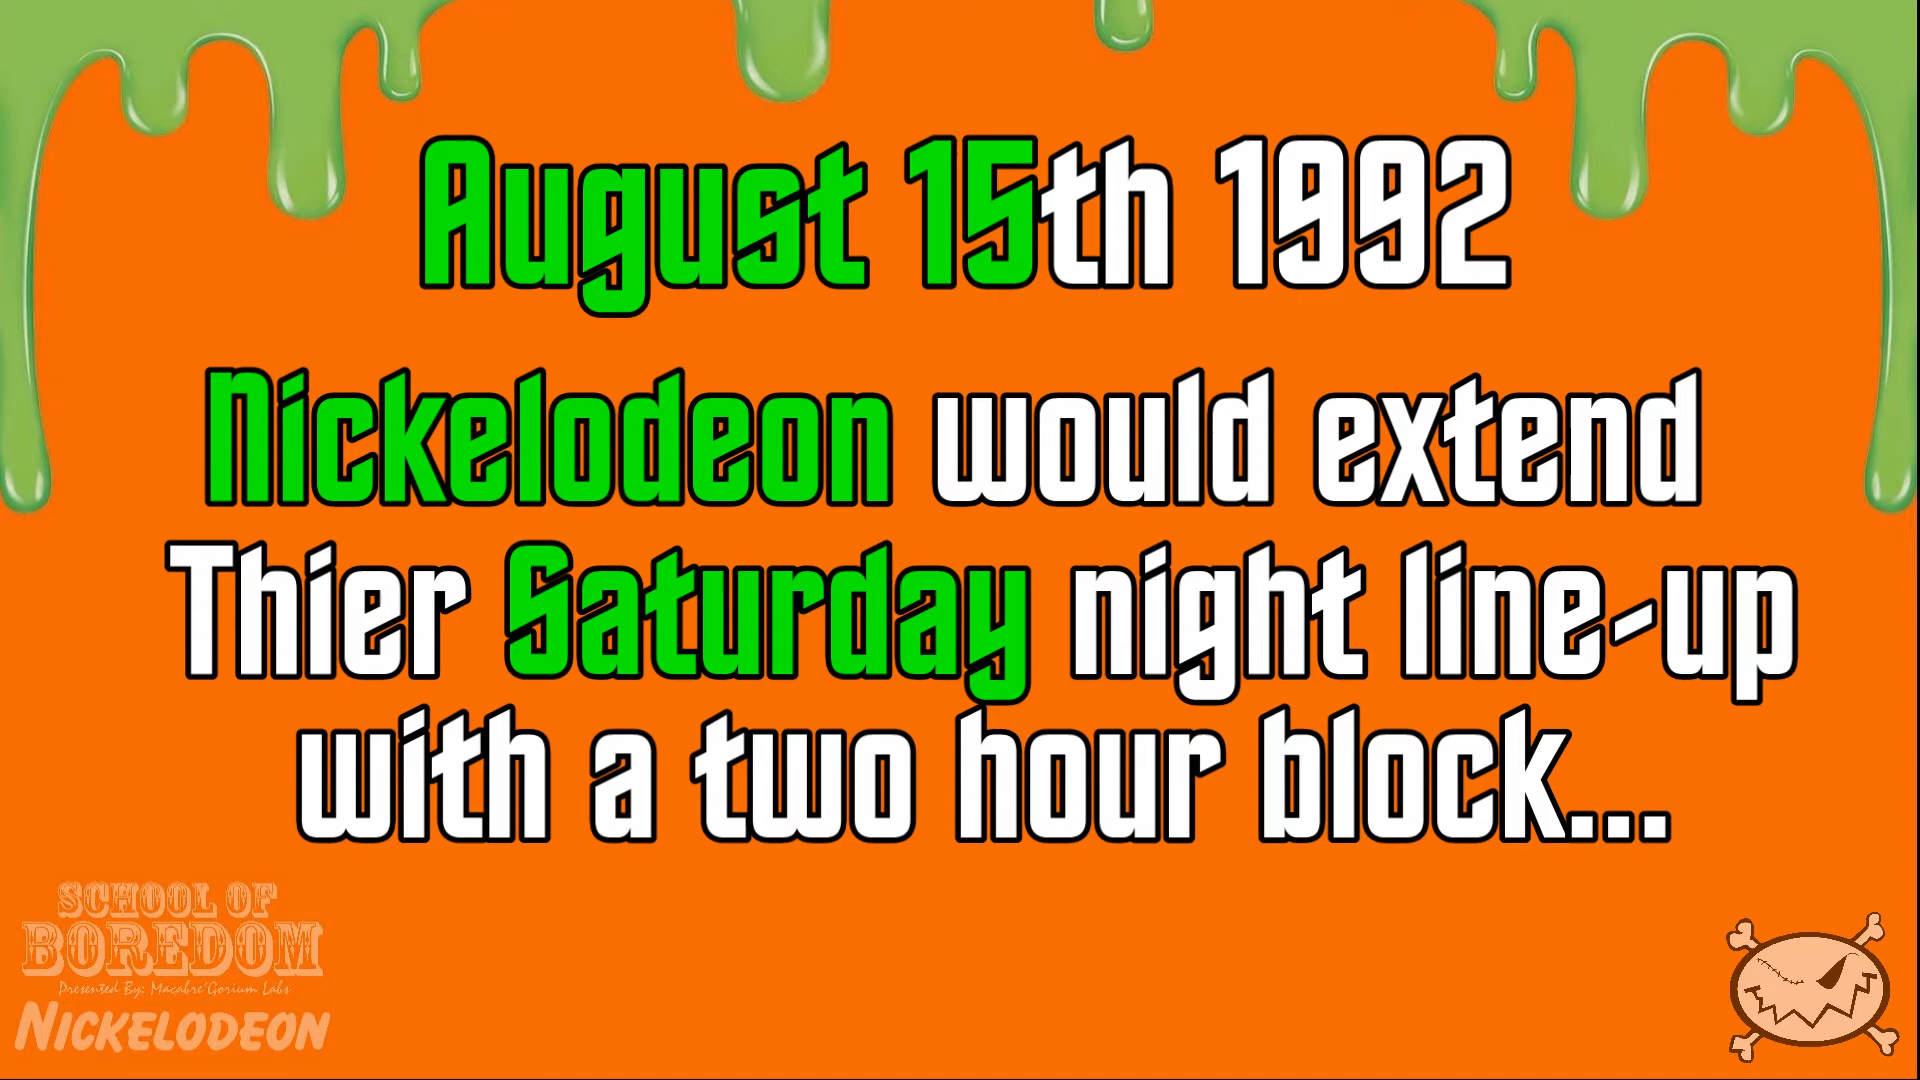 August 15th 1992
Nickelodeon would extend
Thier Saturday night line-up
with a two hour block...
SCHOOL OF
BOREDOM
Presented By: Macabre'Gorium Labs
NICKELODEON